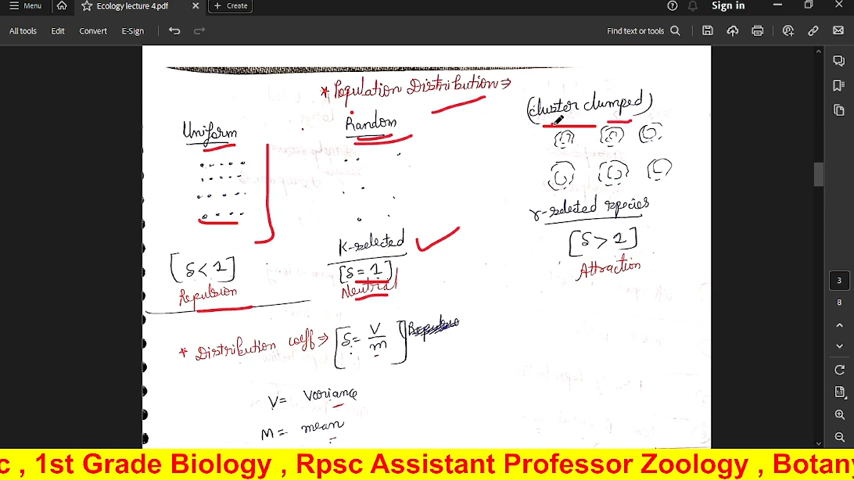 Menu
Ecology lecture 4.pdf
+ Create
Sign in
All tools Edit Convert E-Sign
Find text or tools
* Population Distribution ⇒
Uniform
Random
(cluster clumped)
K-selected
r-selected species
[δ < 1]
[δ = 1]
[δ > 1]
Repulsion
Neutral
Attraction
* Distribution coeff ⇒ [δ = V/m]
V = Variance
M = mean
3
8
c , 1st Grade Biology , Rpsc Assistant Professor Zoology , Botany